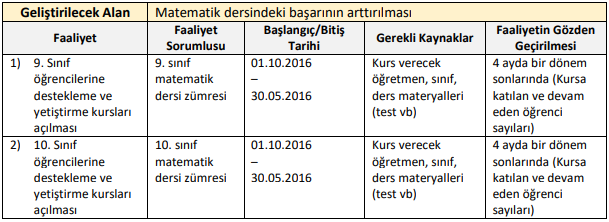 Geliştirilecek Alan Matematik dersindeki başarının arttırılması
Faaliyet
Faaliyet
Sorumlusu
Başlangıç/Bitiş
Tarihi
Gerekli Kaynaklar
Faaliyetin Gözden
Geçirilmesi
1) 9. Sınıf
öğrencilerine
destekleme ve
yetiştirme kursları
açılması
9. sınıf
matematik
dersi zümresi
01.10.2016
–
30.05.2016
Kurs verecek
öğretmen, sınıf,
ders materyalleri
(test vb)
4 ayda bir dönem
sonlarında (Kursa
katılan ve devam
eden öğrenci
sayıları)
2) 10. Sınıf
öğrencilerine
destekleme ve
yetiştirme kursları
açılması
10. sınıf
matematik
dersi zümresi
01.10.2016
–
30.05.2016
Kurs verecek
öğretmen, sınıf,
ders materyalleri
(test vb)
4 ayda bir dönem
sonlarında (Kursa
katılan ve devam
eden öğrenci
sayıları)